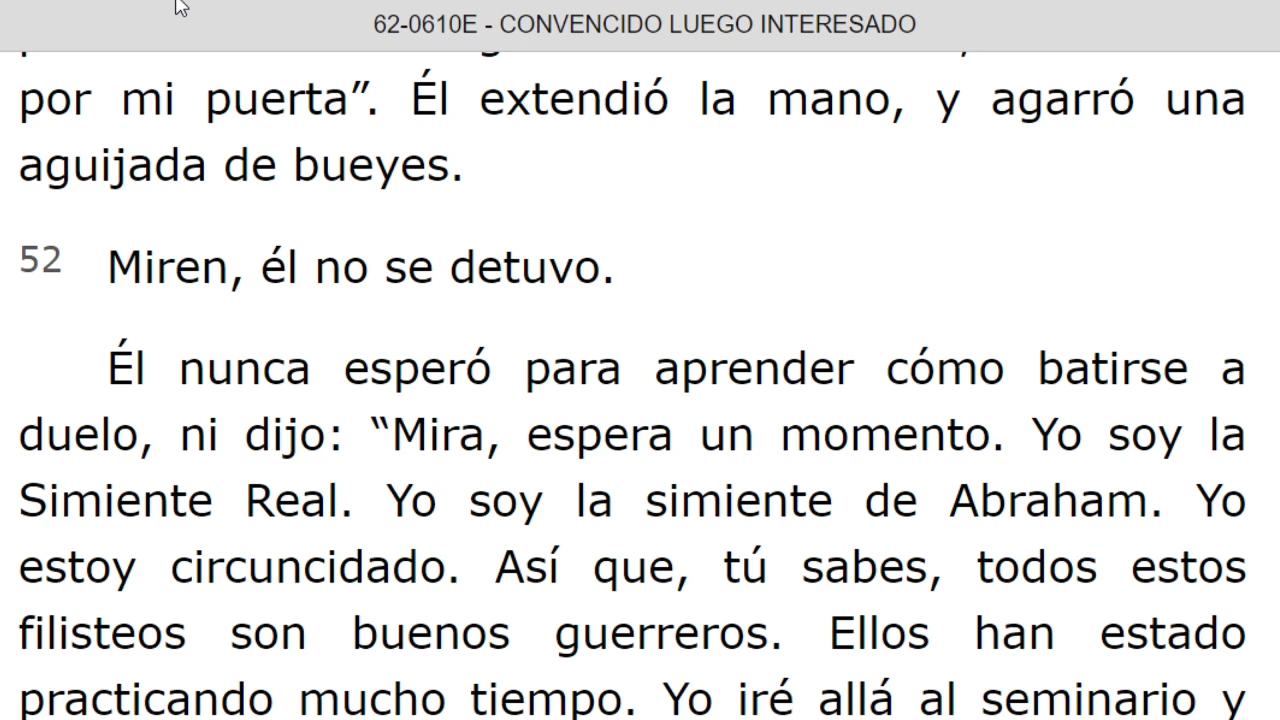 62-0610E - CONVENCIDO LUEGO INTERESADO
por mi puerta”. Él extendió la mano, y agarró una
aguijada de bueyes.
52 Miren, él no se detuvo.
Él nunca esperó para aprender cómo batirse a
duelo, ni dijo: “Mira, espera un momento. Yo soy la
Simiente Real. Yo soy la simiente de Abraham. Yo
estoy circuncidado. Así que, tú sabes, todos estos
filisteos son buenos guerreros. Ellos han estado
practicando mucho tiempo. Yo iré allá al seminario y